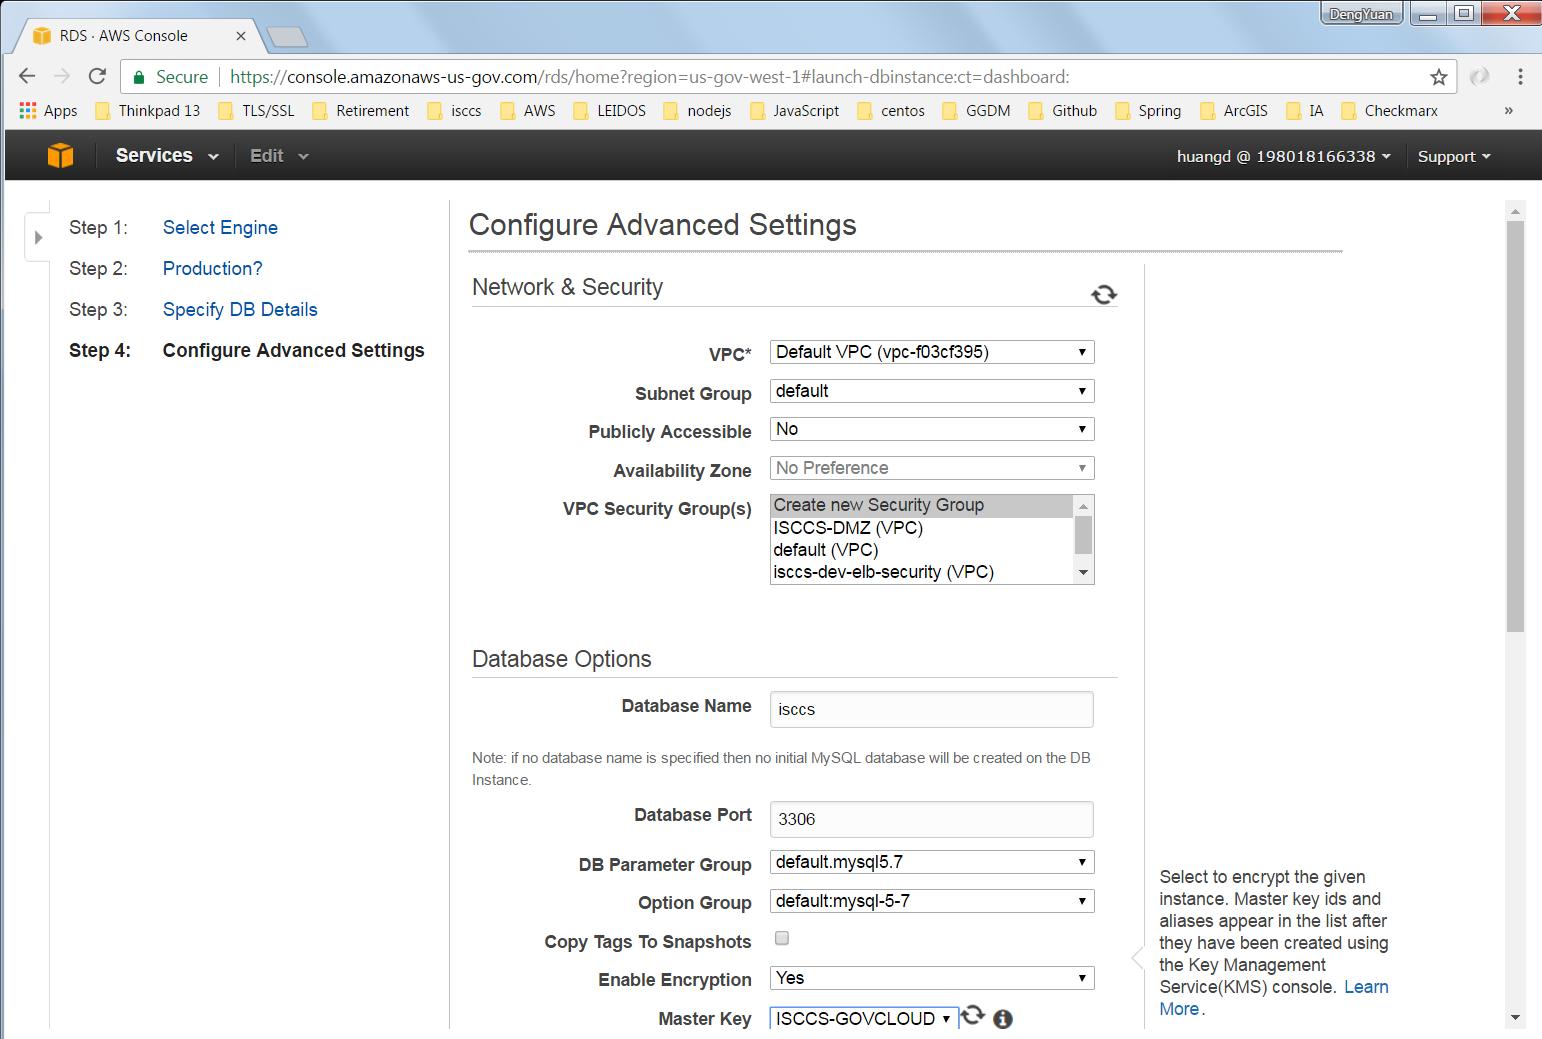 DengYuan
RDS · AWS Console
Secure https://console.amazonaws-us-gov.com/rds/home?region=us-gov-west-1#launch-dbinstance:ct=dashboard:
Apps Thinkpad 13 TLS/SSL Retirement isccs AWS LEIDOS nodejs JavaScript centos GGDM Github Spring ArcGIS IA Checkmarx »
Services Edit huangd @ 198018166338 Support
Step 1: Select Engine
Step 2: Production?
Step 3: Specify DB Details
Step 4: Configure Advanced Settings
Configure Advanced Settings
Network & Security
VPC* Default VPC (vpc-f03cf395)
Subnet Group default
Publicly Accessible No
Availability Zone No Preference
VPC Security Group(s) Create new Security Group
ISCCS-DMZ (VPC)
default (VPC)
isccs-dev-elb-security (VPC)
Database Options
Database Name isccs
Note: if no database name is specified then no initial MySQL database will be created on the DB
Instance.
Database Port 3306
DB Parameter Group default.mysql5.7
Option Group default:mysql-5-7
Copy Tags To Snapshots
Enable Encryption Yes
Master Key ISCCS-GOVCLOUD
Select to encrypt the given
instance. Master key ids and
aliases appear in the list after
they have been created using
the Key Management
Service(KMS) console. Learn
More.